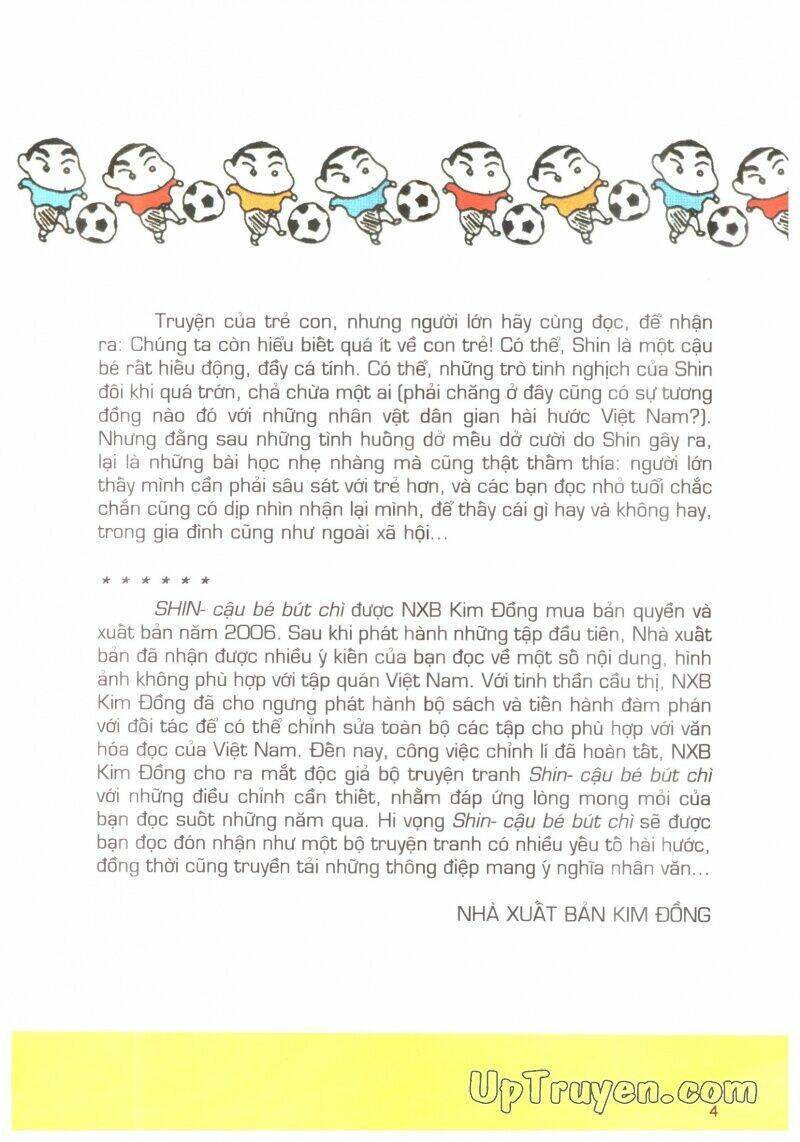 Truyện của trẻ con, nhưng người lớn hãy cùng đọc, để nhận
ra: Chúng ta còn hiểu biết quá ít về con trẻ! Có thể, Shin là một cậu
bé rất hiếu động, đầy cá tính. Có thể, những trò tinh nghịch của Shin
đôi khi quá trớn, chả chừa một ai (phải chăng ở đây cũng có sự tương
đồng nào đó với những nhân vật dân gian hài hước Việt Nam?).
Nhưng đằng sau những tình huống dở mếu dở cười do Shin gây ra,
lại là những bài học nhẹ nhàng mà cũng thật thấm thía: người lớn
thấy mình cần phải sâu sát với trẻ hơn, và các bạn đọc nhỏ tuổi chắc
chắn cũng có dịp nhìn nhận lại mình, để thấy cái gì hay và không hay,
trong gia đình cũng như ngoài xã hội...
* * * * * *
SHIN- cậu bé bút chì được NXB Kim Đồng mua bản quyền và
xuất bản năm 2006. Sau khi phát hành những tập đầu tiên, Nhà xuất
bản đã nhận được nhiều ý kiến của bạn đọc về một số nội dung, hình
ảnh không phù hợp với tập quán Việt Nam. Với tinh thần cầu thị, NXB
Kim Đồng đã cho ngưng phát hành bộ sách và tiến hành đàm phán
với đối tác để có thể chỉnh sửa toàn bộ các tập cho phù hợp với văn
hóa đọc của Việt Nam. Đến nay, công việc chỉnh lí đã hoàn tất, NXB
Kim Đồng cho ra mắt độc giả bộ truyện tranh Shin- cậu bé bút chì
với những điều chỉnh cần thiết, nhằm đáp ứng lòng mong mỏi của
bạn đọc suốt những năm qua. Hi vọng Shin- cậu bé bút chì sẽ được
bạn đọc đón nhận như một bộ truyện tranh có nhiều yếu tố hài hước,
đồng thời cũng truyền tải những thông điệp mang ý nghĩa nhân văn...
NHÀ XUẤT BẢN KIM ĐỒNG
UpTruyen.com
4